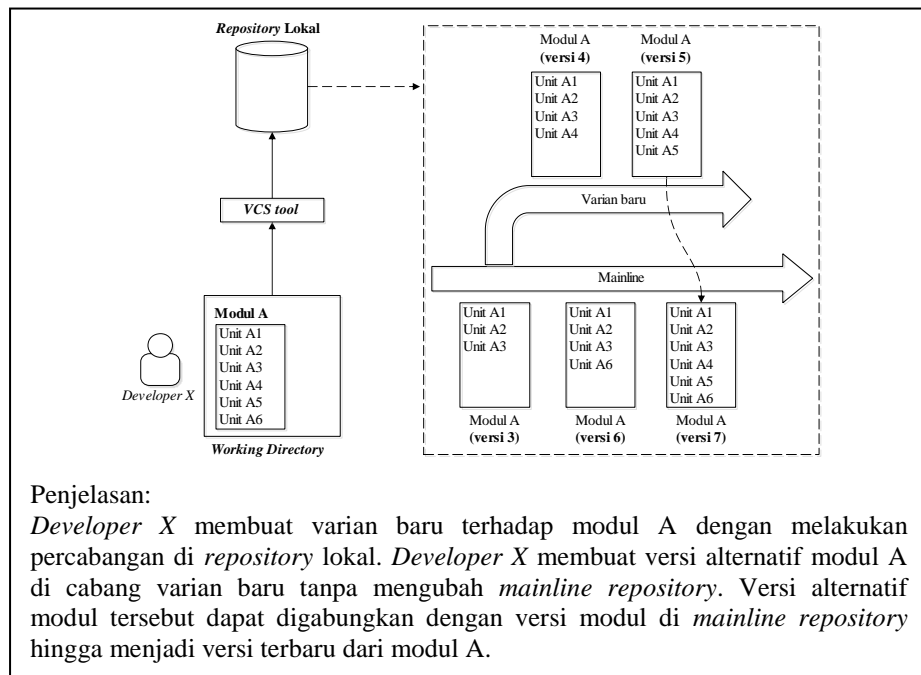 Repository Lokal
Modul A
(versi 4)
Modul A
(versi 5)
Unit A1
Unit A2
Unit A3
Unit A4
Unit A1
Unit A2
Unit A3
Unit A4
Unit A5
Varian baru
VCS tool
Mainline
Modul A
Unit A1
Unit A2
Unit A3
Unit A4
Unit A5
Unit A6
Developer X
Working Directory
Unit A1
Unit A2
Unit A3
Unit A1
Unit A2
Unit A3
Unit A6
Unit A1
Unit A2
Unit A3
Unit A4
Unit A5
Unit A6
Modul A
(versi 3)
Modul A
(versi 6)
Modul A
(versi 7)
Penjelasan:
Developer X membuat varian baru terhadap modul A dengan melakukan
percabangan di repository lokal. Developer X membuat versi alternatif modul A
di cabang varian baru tanpa mengubah mainline repository. Versi alternatif
modul tersebut dapat digabungkan dengan versi modul di mainline repository
hingga menjadi versi terbaru dari modul A.